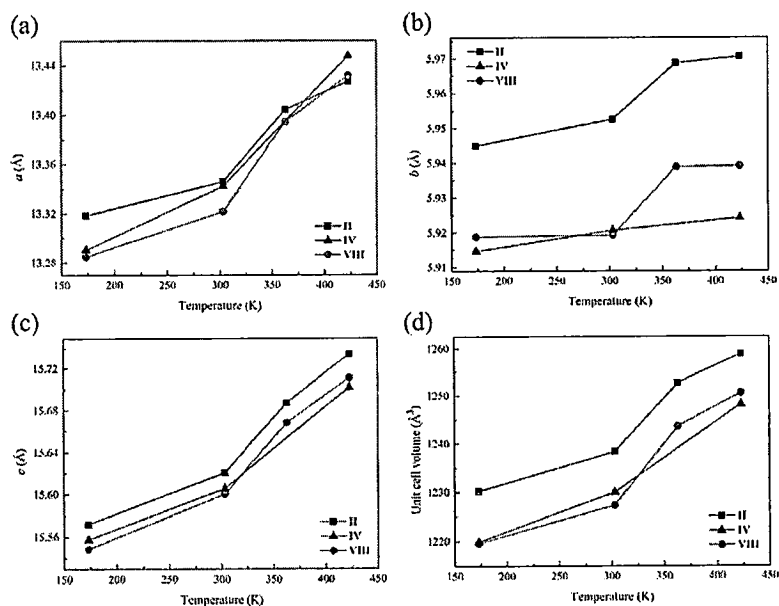 (a)
13.44
13.40
13.36
13.32
13.28
a (Å)
II
IV
VIII
150 200 250 300 350 400 450
Temperature (K)
(b)
5.97
5.96
5.95
5.94
5.93
5.92
5.91
b (Å)
II
IV
VIII
150 200 250 300 350 400 450
Temperature (K)
(c)
15.72
15.68
15.64
15.60
15.56
c (Å)
II
IV
VIII
150 200 250 300 350 400 450
Temperature (K)
(d)
1260
1250
1240
1230
1220
Unit cell volume (Å³)
II
IV
VIII
150 200 250 300 350 400 450
Temperature (K)